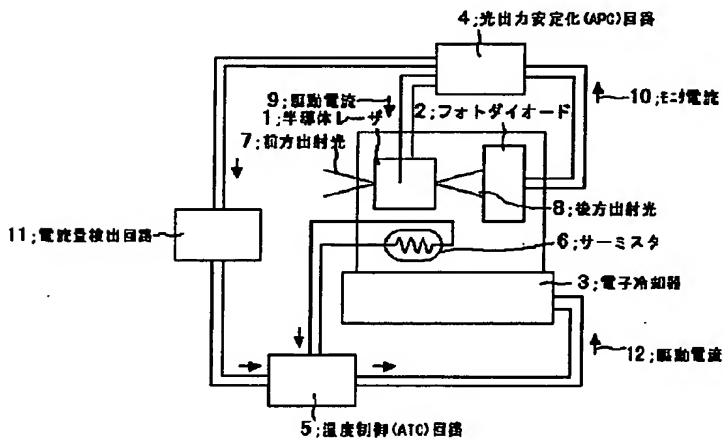 4;光出力安定化(APC)回路
9;駆動電流
10;モニタ電流
1;半導体レーザ
2;フォトダイオード
7;前方出射光
8;後方出射光
11;電流量検出回路
6;サーミスタ
3;電子冷却器
12;駆動電流
5;温度制御(ATC)回路